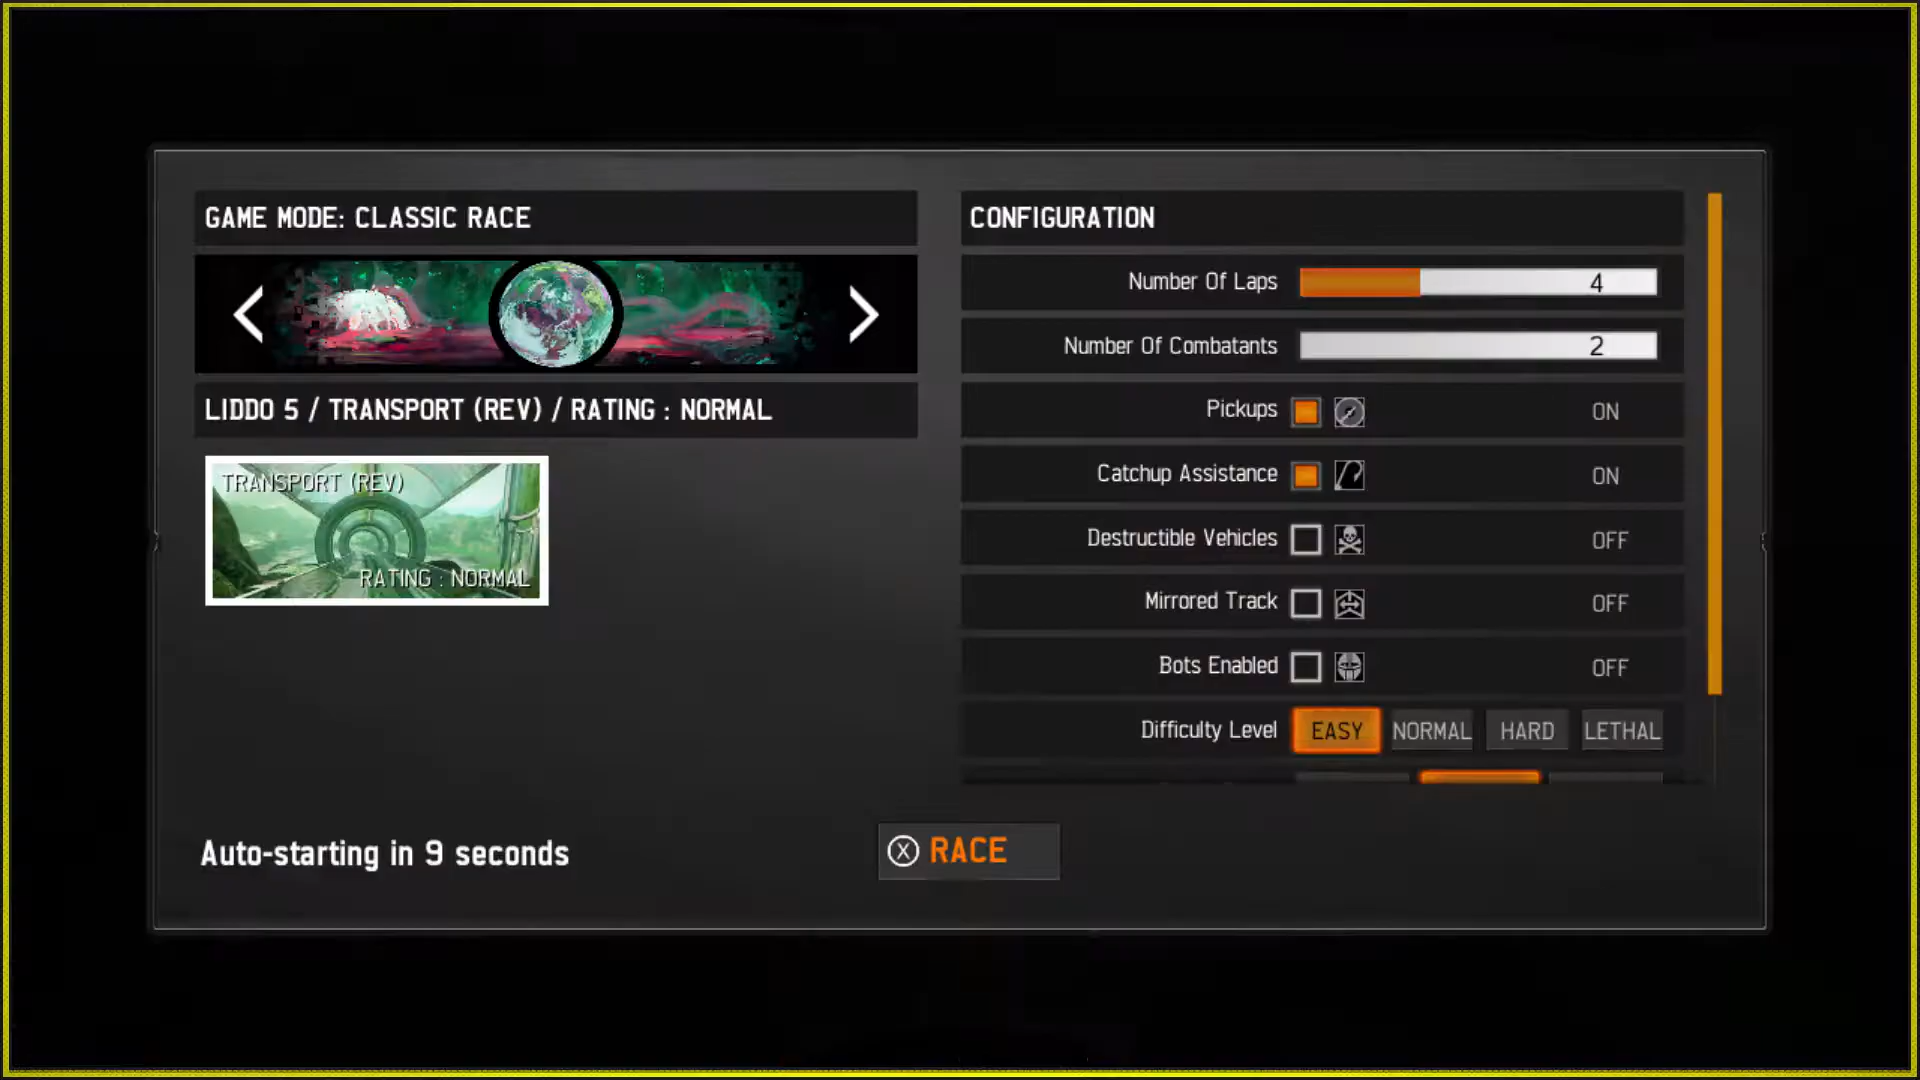 GAME MODE: CLASSIC RACE
LIDDO 5 / TRANSPORT (REV) / RATING : NORMAL
TRANSPORT (REV)
RATING : NORMAL
Auto-starting in 9 seconds
CONFIGURATION
Number Of Laps 4
Number Of Combatants 2
Pickups ON
Catchup Assistance ON
Destructible Vehicles OFF
Mirrored Track OFF
Bots Enabled OFF
Difficulty Level EASY NORMAL HARD LETHAL
X RACE